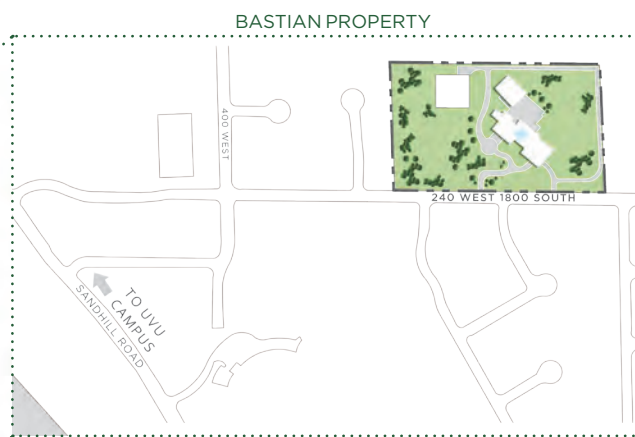 BASTIAN PROPERTY
400 WEST
240 WEST 1800 SOUTH
TO UVU
CAMPUS
SANDHILL ROAD